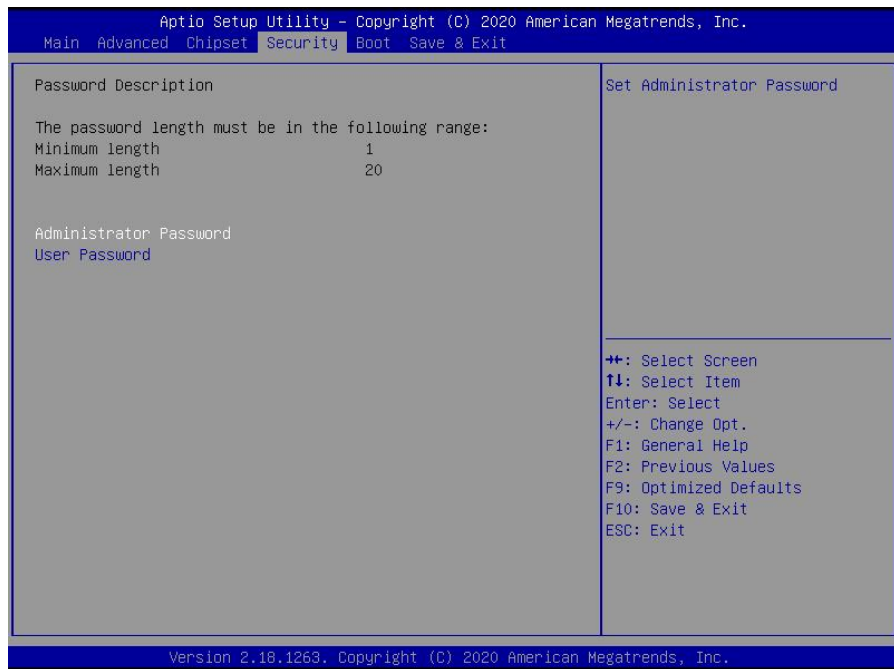 Aptio Setup Utility – Copyright (C) 2020 American Megatrends, Inc.
Main Advanced Chipset Security Boot Save & Exit
Password Description
The password length must be in the following range:
Minimum length 1
Maximum length 20
Administrator Password
User Password
Set Administrator Password
→←: Select Screen
↑↓: Select Item
Enter: Select
+/-: Change Opt.
F1: General Help
F2: Previous Values
F9: Optimized Defaults
F10: Save & Exit
ESC: Exit
Version 2.18.1263. Copyright (C) 2020 American Megatrends, Inc.